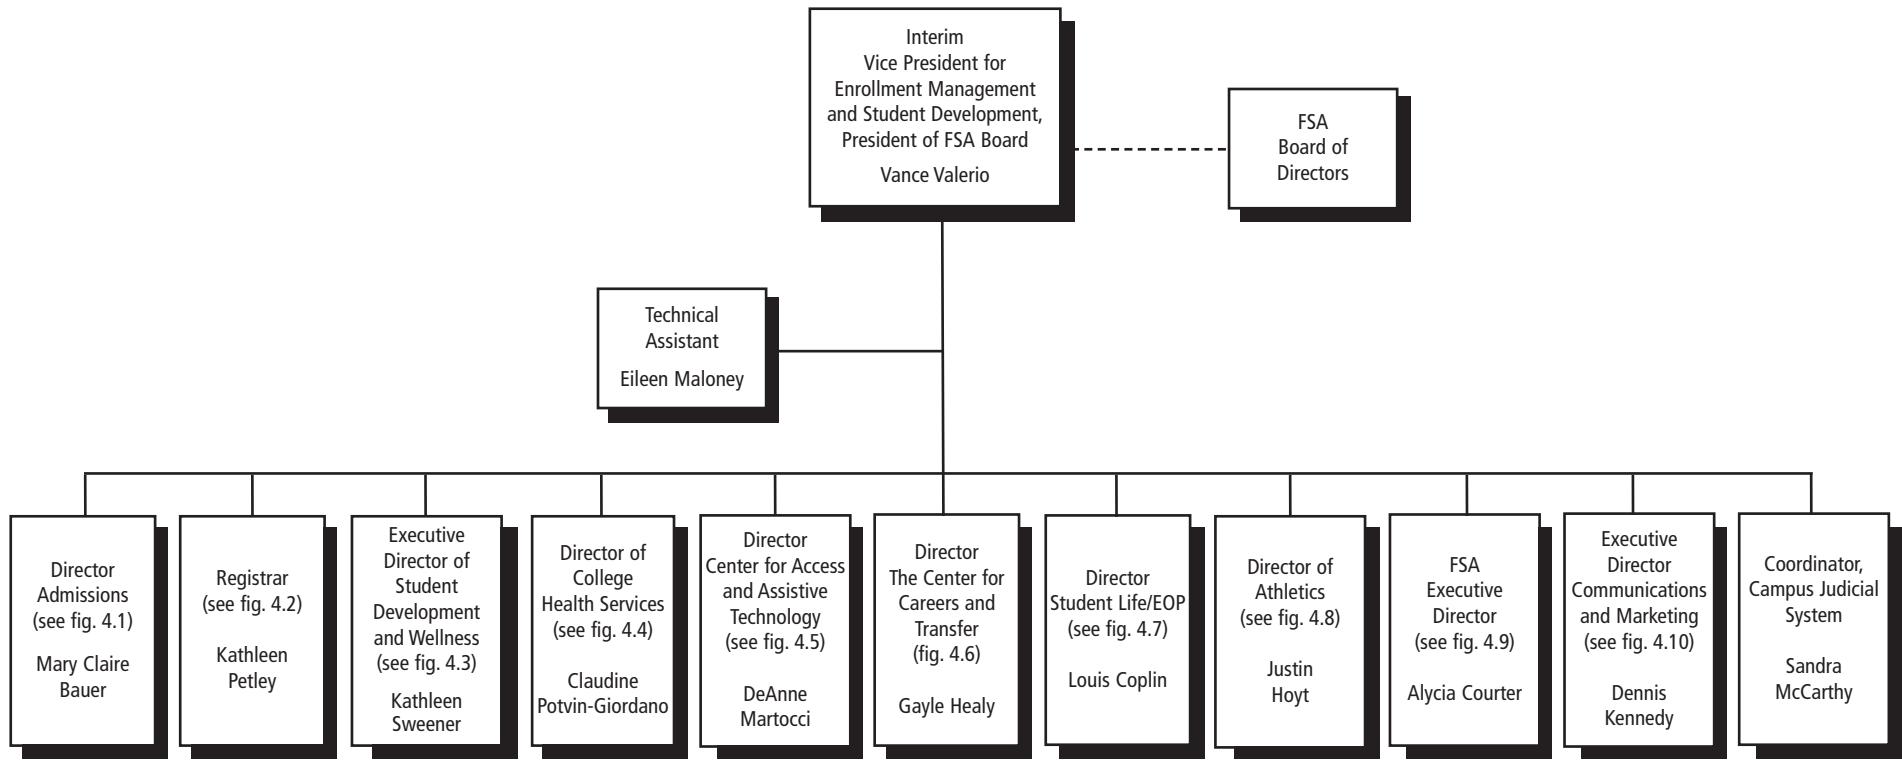 Interim
Vice President for
Enrollment Management
and Student Development,
President of FSA Board
Vance Valerio
FSA
Board of
Directors
Technical
Assistant
Eileen Maloney
Director
Admissions
(see fig. 4.1)
Mary Claire
Bauer
Registrar
(see fig. 4.2)
Kathleen
Petley
Executive
Director of
Student
Development
and Wellness
(see fig. 4.3)
Kathleen
Sweener
Director of
College
Health Services
(see fig. 4.4)
Claudine
Potvin-Giordano
Director
Center for Access
and Assistive
Technology
(see fig. 4.5)
DeAnne
Martocci
Director
The Center for
Careers and
Transfer
(fig. 4.6)
Gayle Healy
Director
Student Life/EOP
(see fig. 4.7)
Louis Coplin
Director of
Athletics
(see fig. 4.8)
Justin
Hoyt
FSA
Executive
Director
(see fig. 4.9)
Alycia Courter
Executive
Director
Communications
and Marketing
(see fig. 4.10)
Dennis
Kennedy
Coordinator,
Campus Judicial
System
Sandra
McCarthy